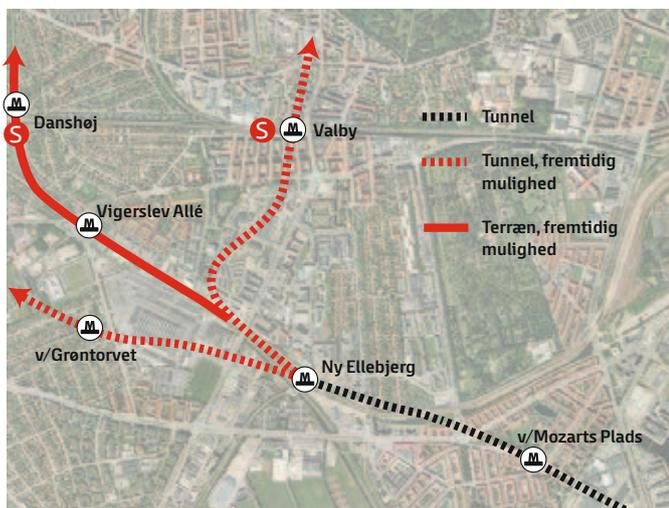 Danshøj
S
S
Valby
Tunnel
Tunnel, fremtidig
mulighed
Vigerslev Allé
Terræn, fremtidig
mulighed
v/Grøntorvet
Ny Ellebjerg
v/Mozarts Plads
M
M
M
M
M
M